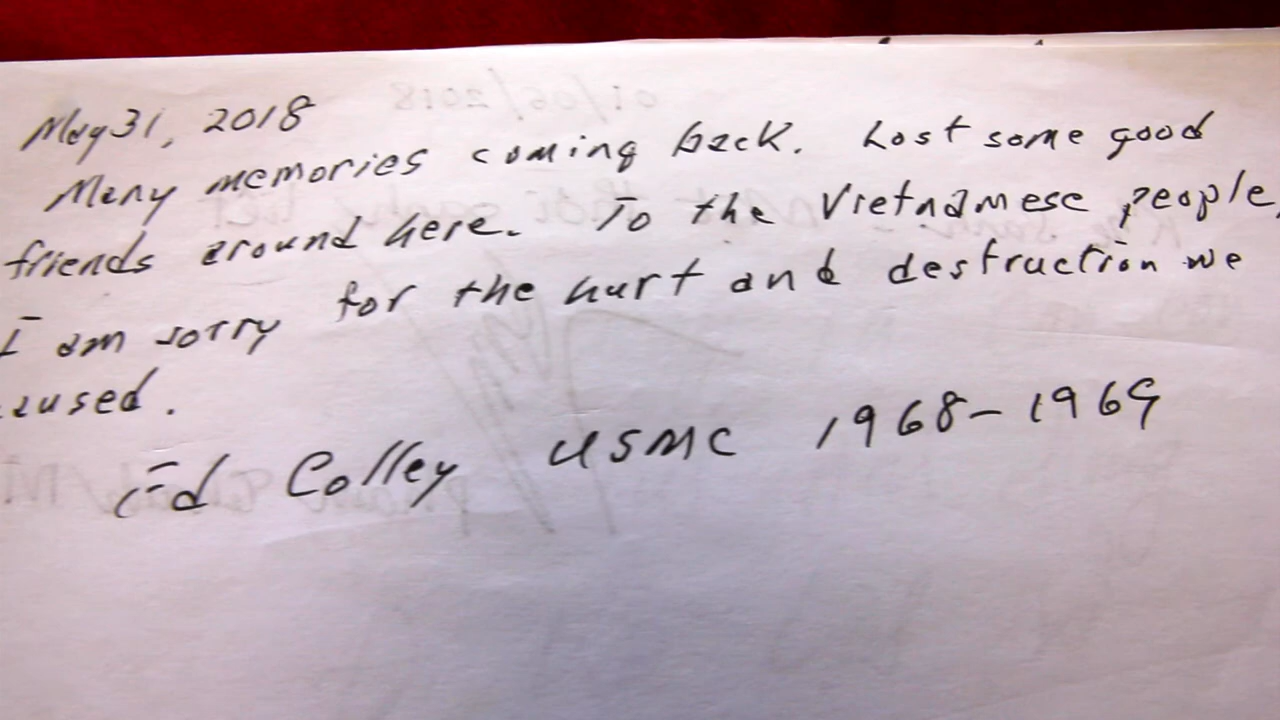 May 31, 2018
Many memories coming back. Lost some good
friends around here. To the Vietnamese people,
I am sorry for the hurt and destruction we
aused.
Ed Colley USMC 1968-1969